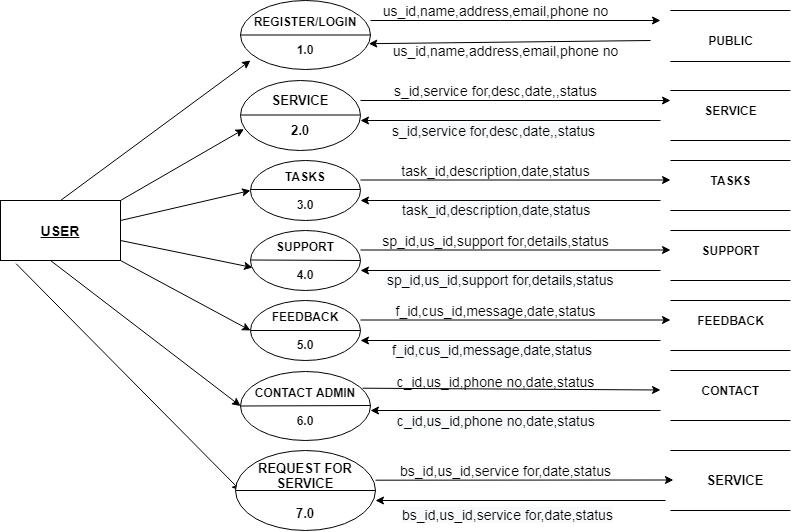 REGISTER/LOGIN
1.0
us_id,name,address,email,phone no
us_id,name,address,email,phone no
PUBLIC
SERVICE
2.0
s_id,service for,desc,date,,status
s_id,service for,desc,date,,status
SERVICE
TASKS
3.0
task_id,description,date,status
task_id,description,date,status
TASKS
USER
SUPPORT
4.0
sp_id,us_id,support for,details,status
sp_id,us_id,support for,details,status
SUPPORT
FEEDBACK
5.0
f_id,cus_id,message,date,status
f_id,cus_id,message,date,status
FEEDBACK
CONTACT ADMIN
6.0
c_id,us_id,phone no,date,status
c_id,us_id,phone no,date,status
CONTACT
REQUEST FOR
SERVICE
7.0
bs_id,us_id,service for,date,status
bs_id,us_id,service for,date,status
SERVICE